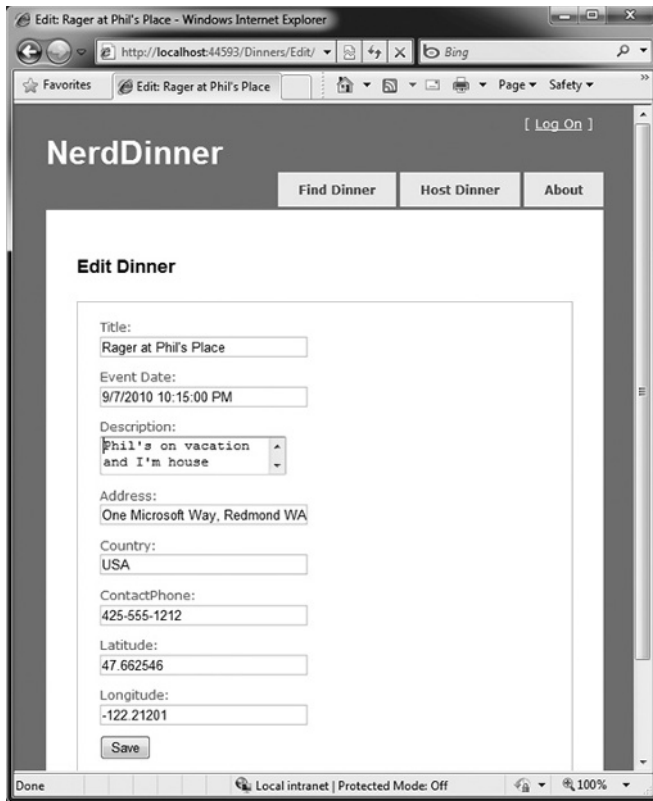 Edit: Rager at Phil's Place - Windows Internet Explorer
http://localhost:44593/Dinners/Edit/
Bing
Favorites
Edit: Rager at Phil's Place
Page
Safety
»
[ Log On ]
NerdDinner
Find Dinner
Host Dinner
About
Edit Dinner
Title:
Rager at Phil's Place
Event Date:
9/7/2010 10:15:00 PM
Description:
Phil's on vacation
and I'm house
Address:
One Microsoft Way, Redmond WA
Country:
USA
ContactPhone:
425-555-1212
Latitude:
47.662546
Longitude:
-122.21201
Save
Done
Local intranet | Protected Mode: Off
100%